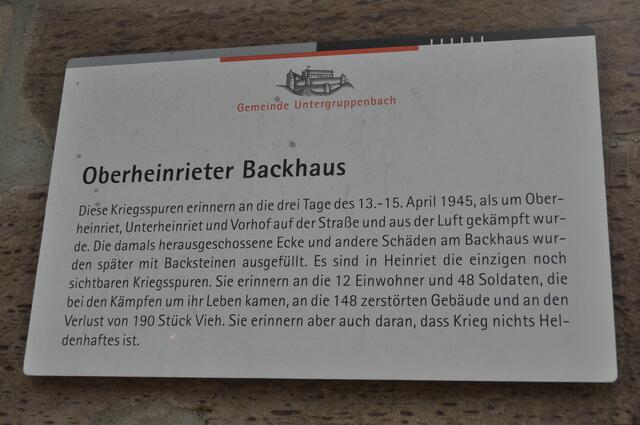 Gemeinde Untergruppenbach
Oberheinrieter Backhaus
Diese Kriegsspuren erinnern an die drei Tage des 13.-15. April 1945, als um Ober-
heinriet, Unterheinriet und Vorhof auf der Straße und aus der Luft gekämpft wur-
de. Die damals herausgeschossene Ecke und andere Schäden am Backhaus wur-
den später mit Backsteinen ausgefüllt. Es sind in Heinriet die einzigen noch
sichtbaren Kriegsspuren. Sie erinnern an die 12 Einwohner und 48 Soldaten, die
bei den Kämpfen um ihr Leben kamen, an die 148 zerstörten Gebäude und an den
Verlust von 190 Stück Vieh. Sie erinnern aber auch daran, dass Krieg nichts Hel-
denhaftes ist.